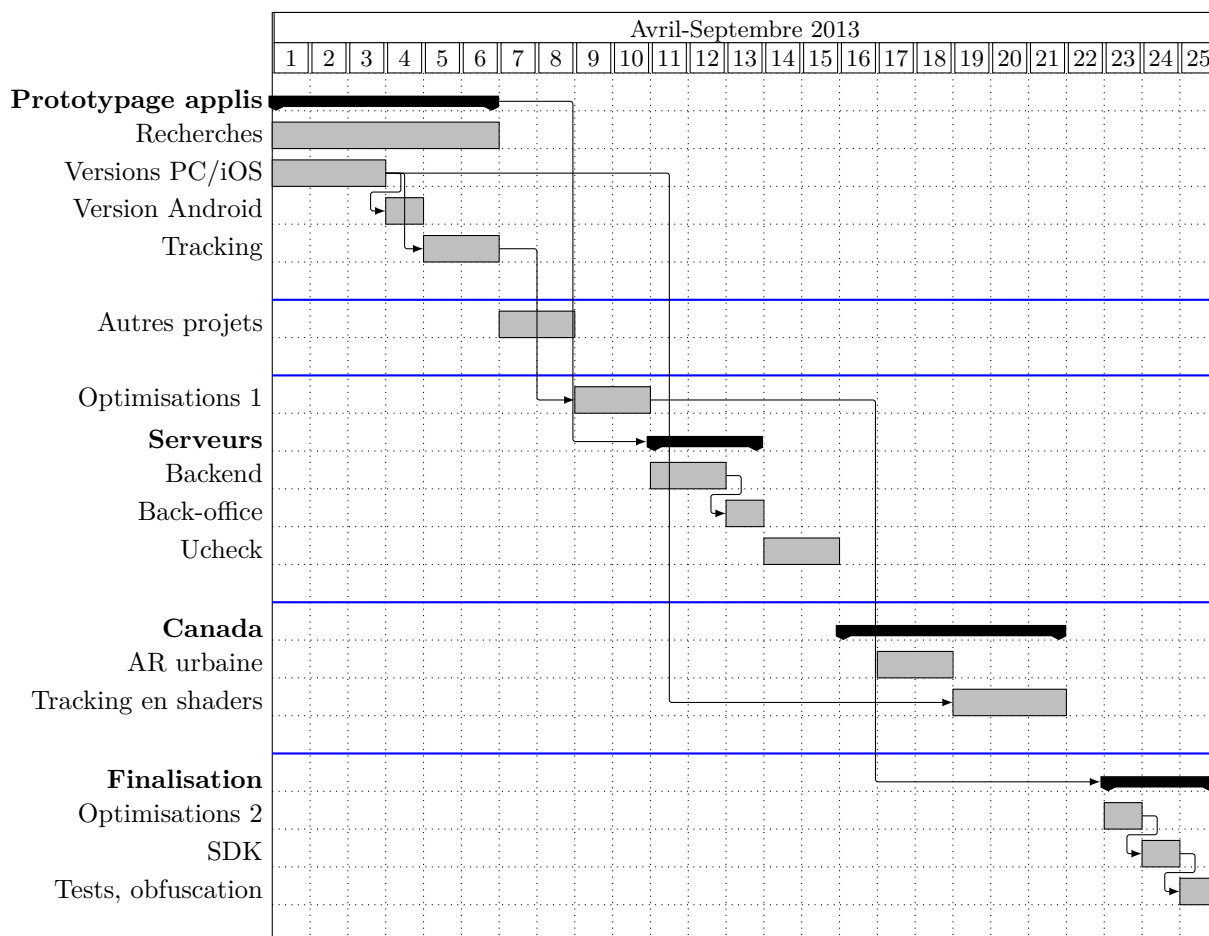 Avril-Septembre 2013
1 2 3 4 5 6 7 8 9 10 11 12 13 14 15 16 17 18 19 20 21 22 23 24 25
Prototypage applis
Recherches
Versions PC/iOS
Version Android
Tracking
Autres projets
Optimisations 1
Serveurs
Backend
Back-office
Ucheck
Canada
AR urbaine
Tracking en shaders
Finalisation
Optimisations 2
SDK
Tests, obfuscation